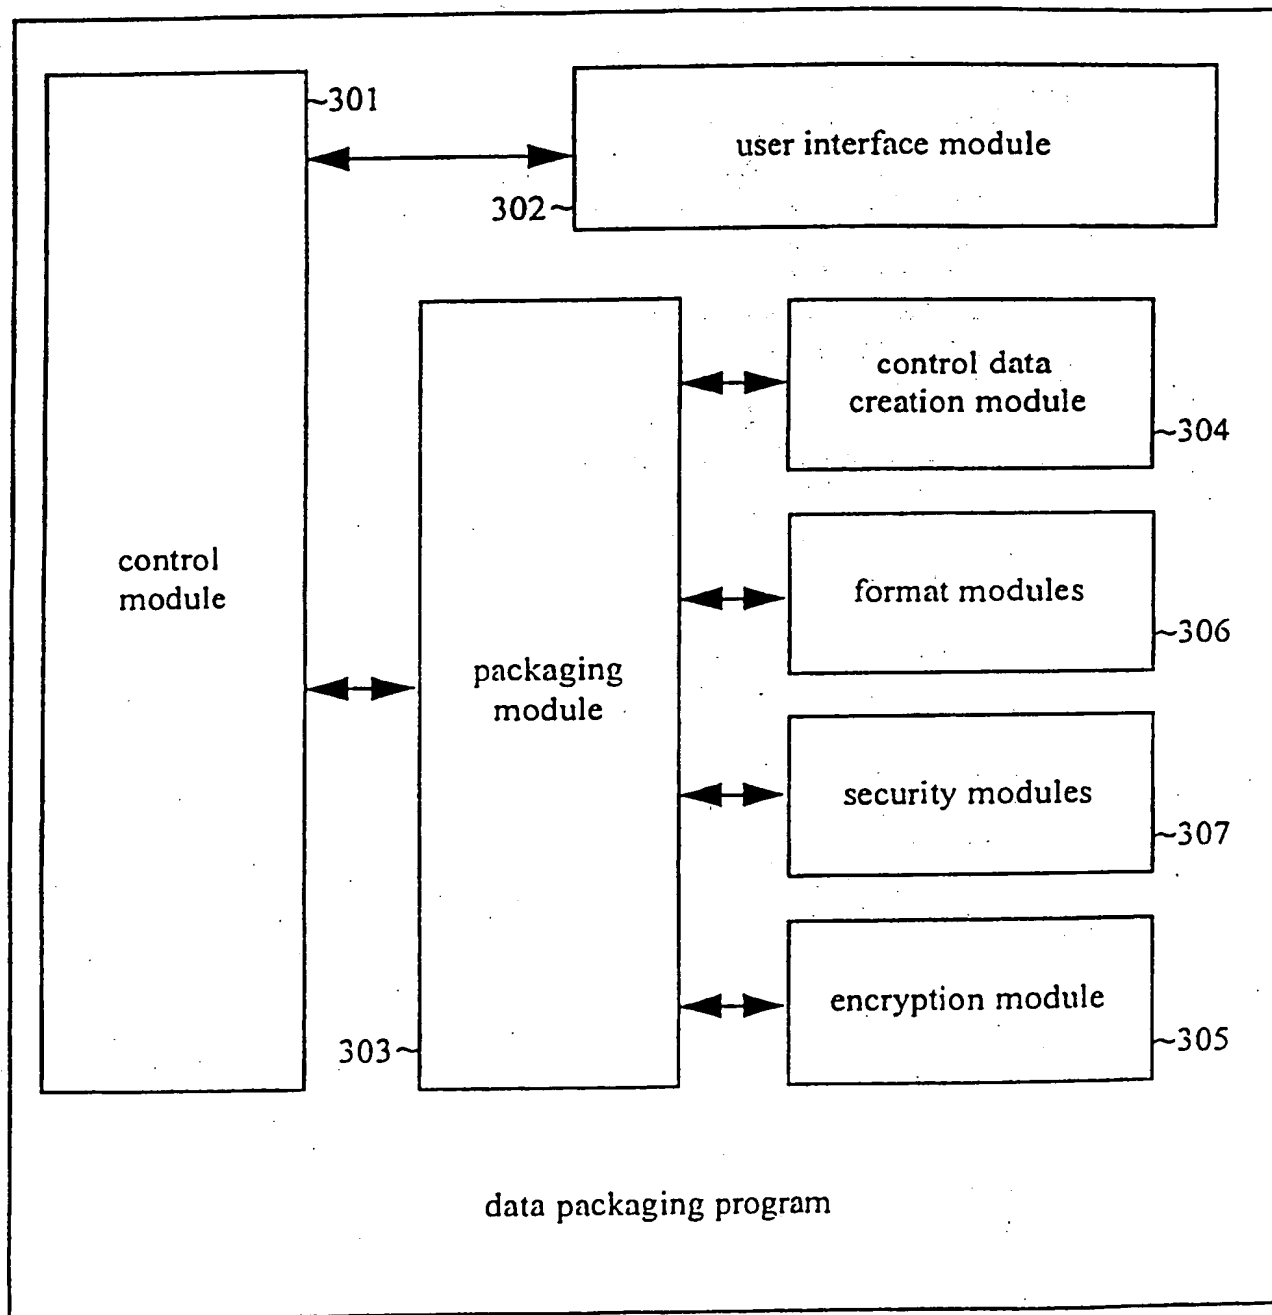 ~301
user interface module
302~
control data
creation module
~304
control
module
format modules
~306
packaging
module
security modules
~307
encryption module
303~
~305
data packaging program